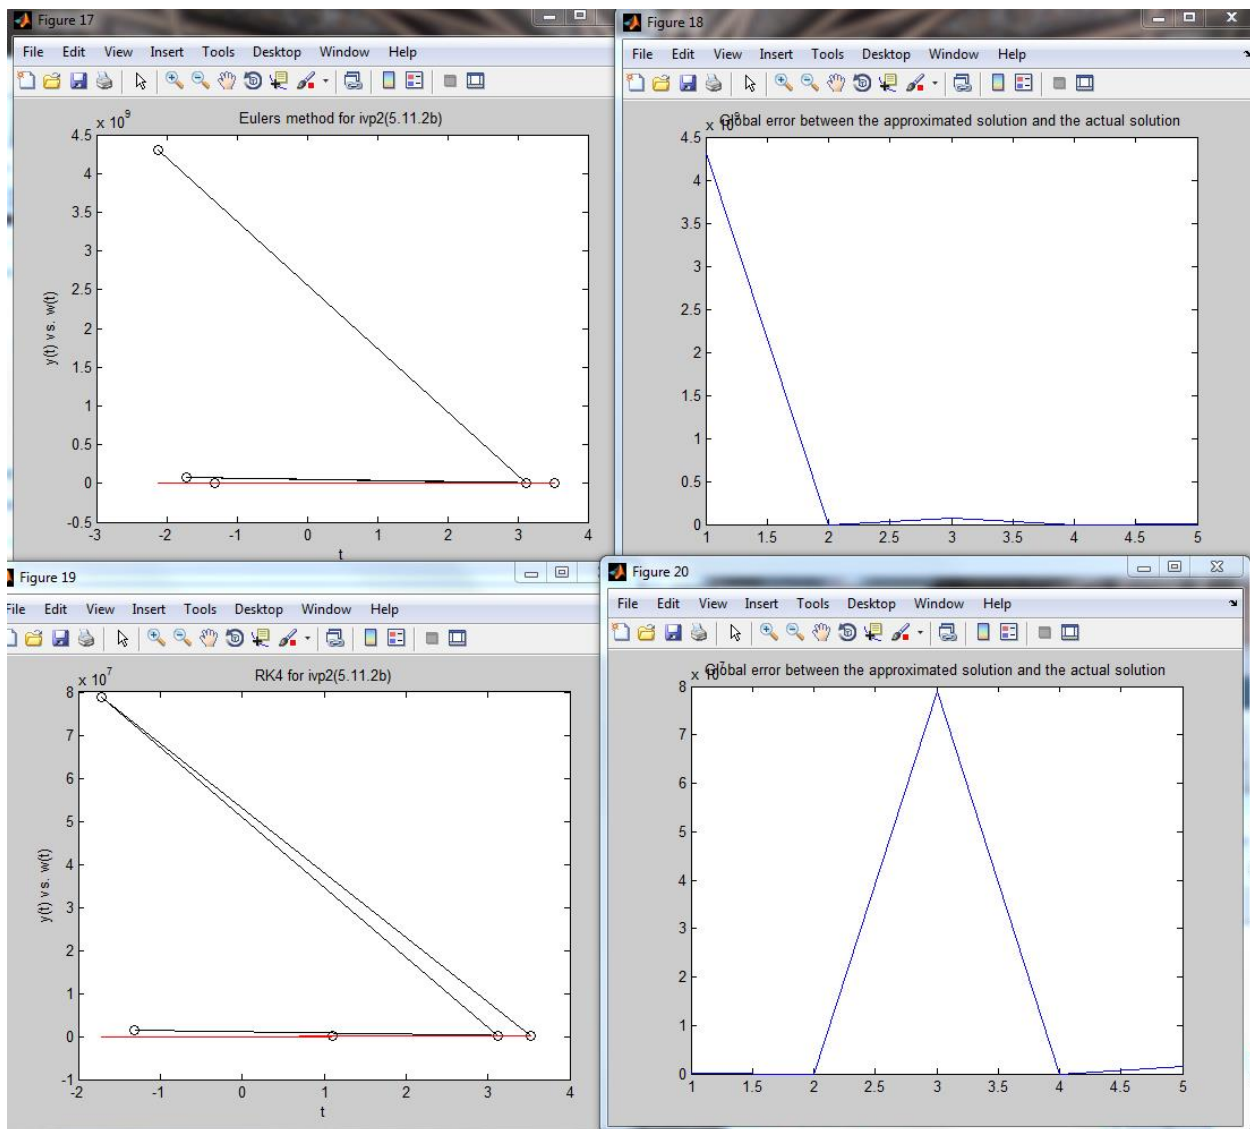 Figure 17
File Edit View Insert Tools Desktop Window Help
Eulers method for ivp2(5.11.2b)
x 10^9
4.5
4
3.5
3
2.5
2
1.5
1
0.5
0
-0.5
-3 -2 -1 0 1 2 3 4
y(t) vs. w(t)
t
Figure 18
File Edit View Insert Tools Desktop Window Help
Global error between the approximated solution and the actual solution
4.5
4
3.5
3
2.5
2
1.5
1
0.5
0
1 1.5 2 2.5 3 3.5 4 4.5 5
Figure 19
File Edit View Insert Tools Desktop Window Help
RK4 for ivp2(5.11.2b)
x 10^7
8
7
6
5
4
3
2
1
0
-1
-2 -1 0 1 2 3 4
y(t) vs. w(t)
t
Figure 20
File Edit View Insert Tools Desktop Window Help
Global error between the approximated solution and the actual solution
x 10^7
8
7
6
5
4
3
2
1
0
1 1.5 2 2.5 3 3.5 4 4.5 5